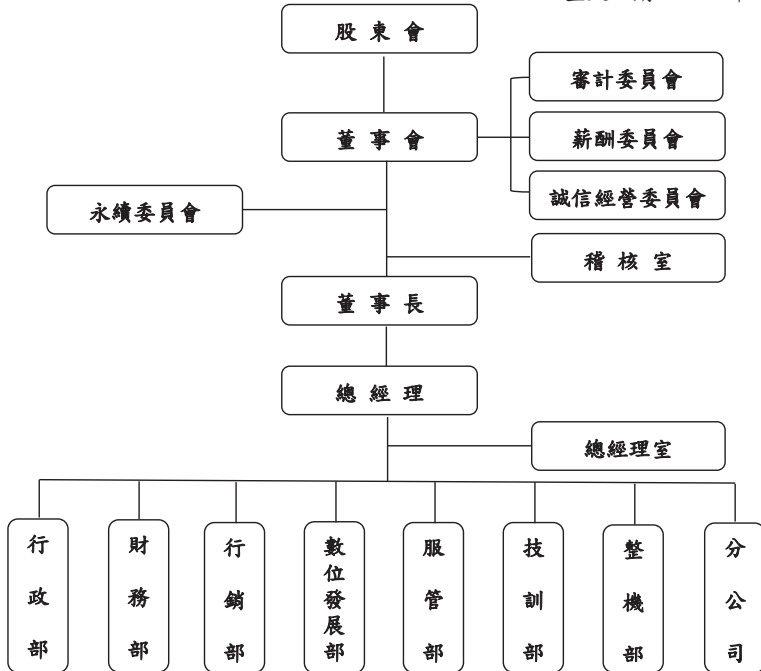 股東會
審計委員會
董事會
薪酬委員會
誠信經營委員會
永續委員會
稽核室
董事長
總經理
總經理室
行政部
財務部
行銷部
數位發展部
服管部
技訓部
整機部
分公司